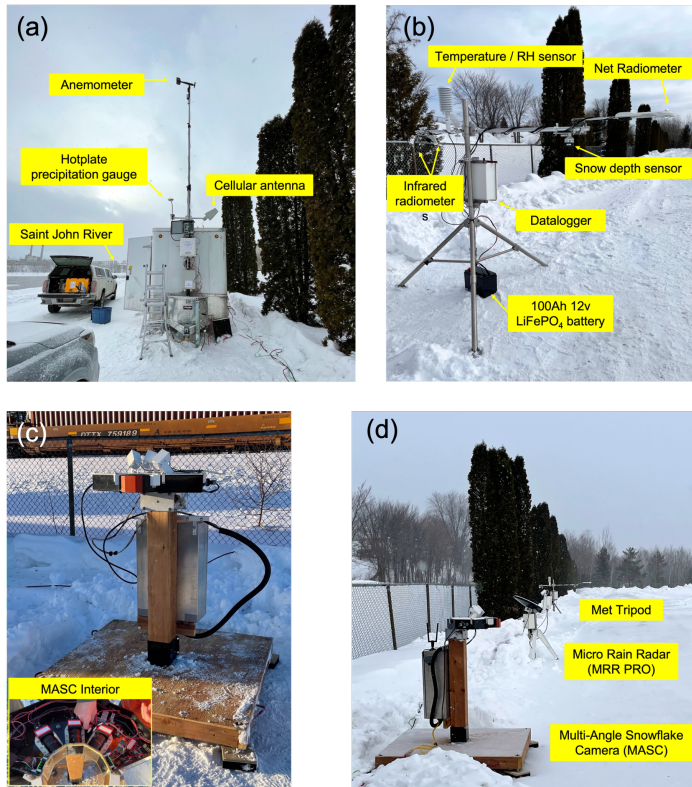 (a)
Anemometer
Hotplate
precipitation gauge
Cellular antenna
Saint John River
(b)
Temperature / RH sensor
Net Radiometer
Infrared
radiometer
s
Snow depth sensor
Datalogger
100Ah 12v
LiFePO₄ battery
(c)
DTTX 759189
MASC Interior
(d)
Met Tripod
Micro Rain Radar
(MRR PRO)
Multi-Angle Snowflake
Camera (MASC)